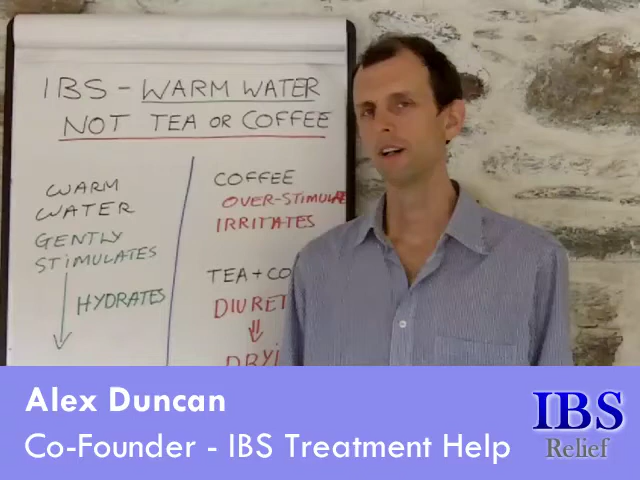 IBS - WARM WATER
NOT TEA OR COFFEE
WARM
WATER
GENTLY
STIMULATES
HYDRATES
COFFEE
IRRITATES
Alex Duncan
Co-Founder - IBS Treatment Help
IBS
Relief
TEA +